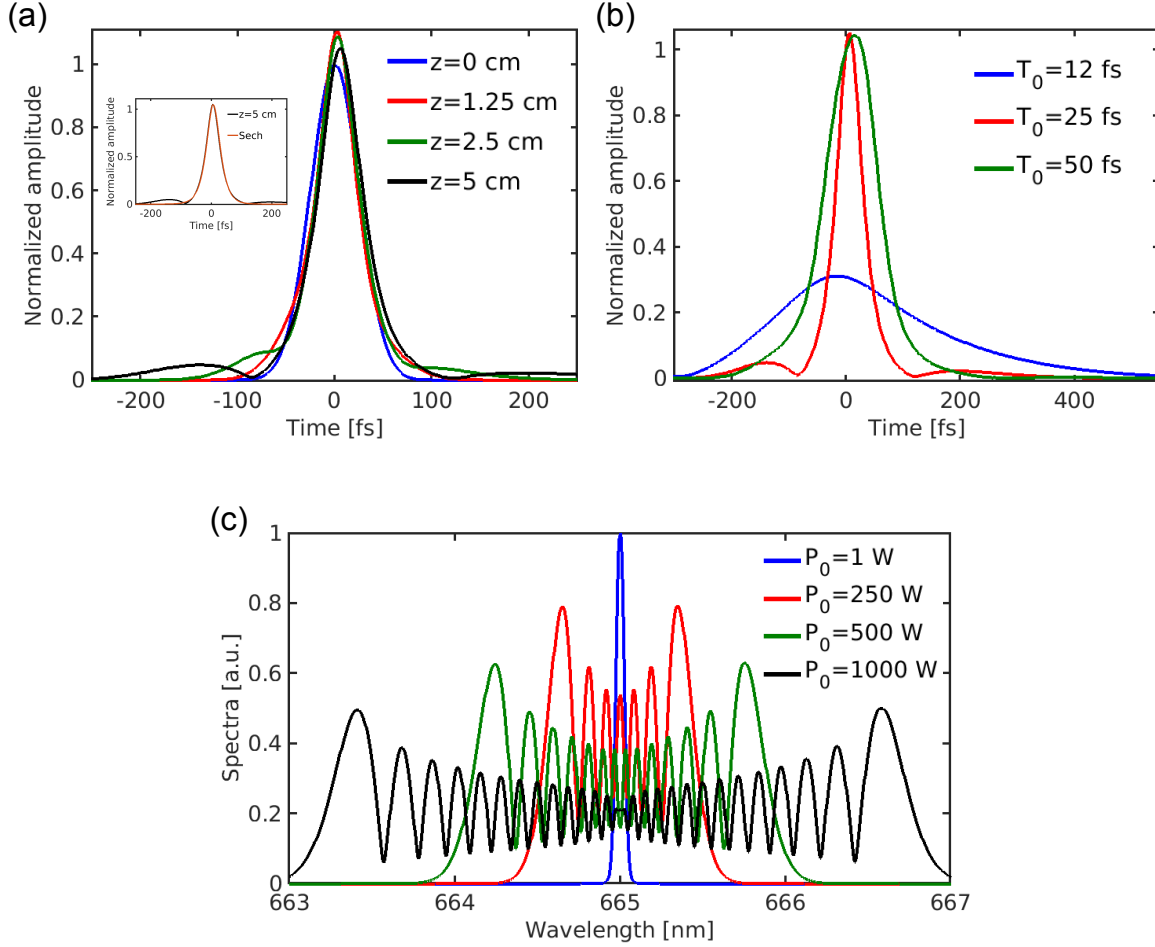 (a)
Normalized amplitude
1
0.8
0.6
0.4
0.2
0
-200
-100
0
100
200
Time [fs]
z=0 cm
z=1.25 cm
z=2.5 cm
z=5 cm
Normalized amplitude
1
0.5
0
-200
0
200
Time [fs]
z=5 cm
Sech
(b)
Normalized amplitude
1
0.8
0.6
0.4
0.2
0
-200
0
200
400
Time [fs]
T0=12 fs
T0=25 fs
T0=50 fs
(c)
Spectra [a.u.]
1
0.8
0.6
0.4
0.2
0
663
664
665
666
667
Wavelength [nm]
P0=1 W
P0=250 W
P0=500 W
P0=1000 W